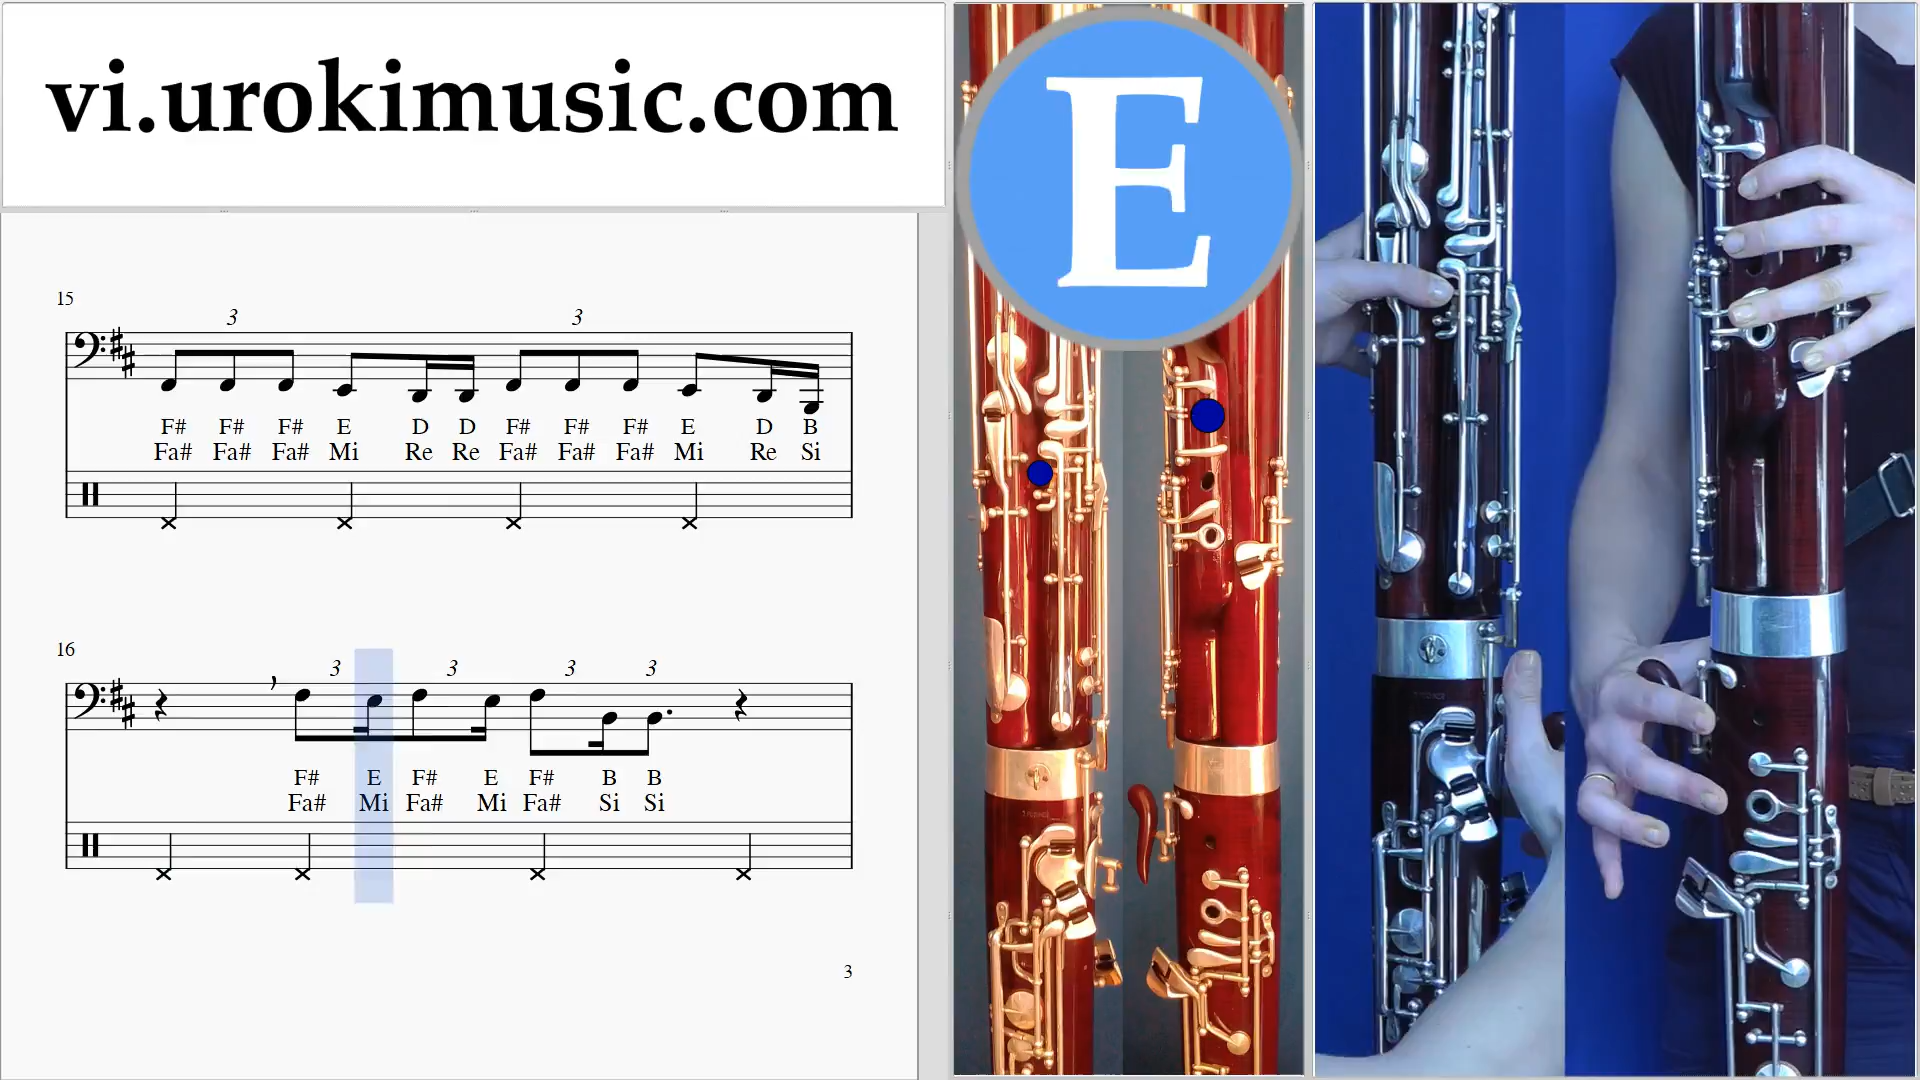 vi.urokimusic.com
E
15
3 3
F# F# F# E D D F# F# F# E D B
Fa# Fa# Fa# Mi Re Re Fa# Fa# Fa# Mi Re Si
16
3 3 3 3
F# E F# E F# B B
Fa# Mi Fa# Mi Fa# Si Si
3